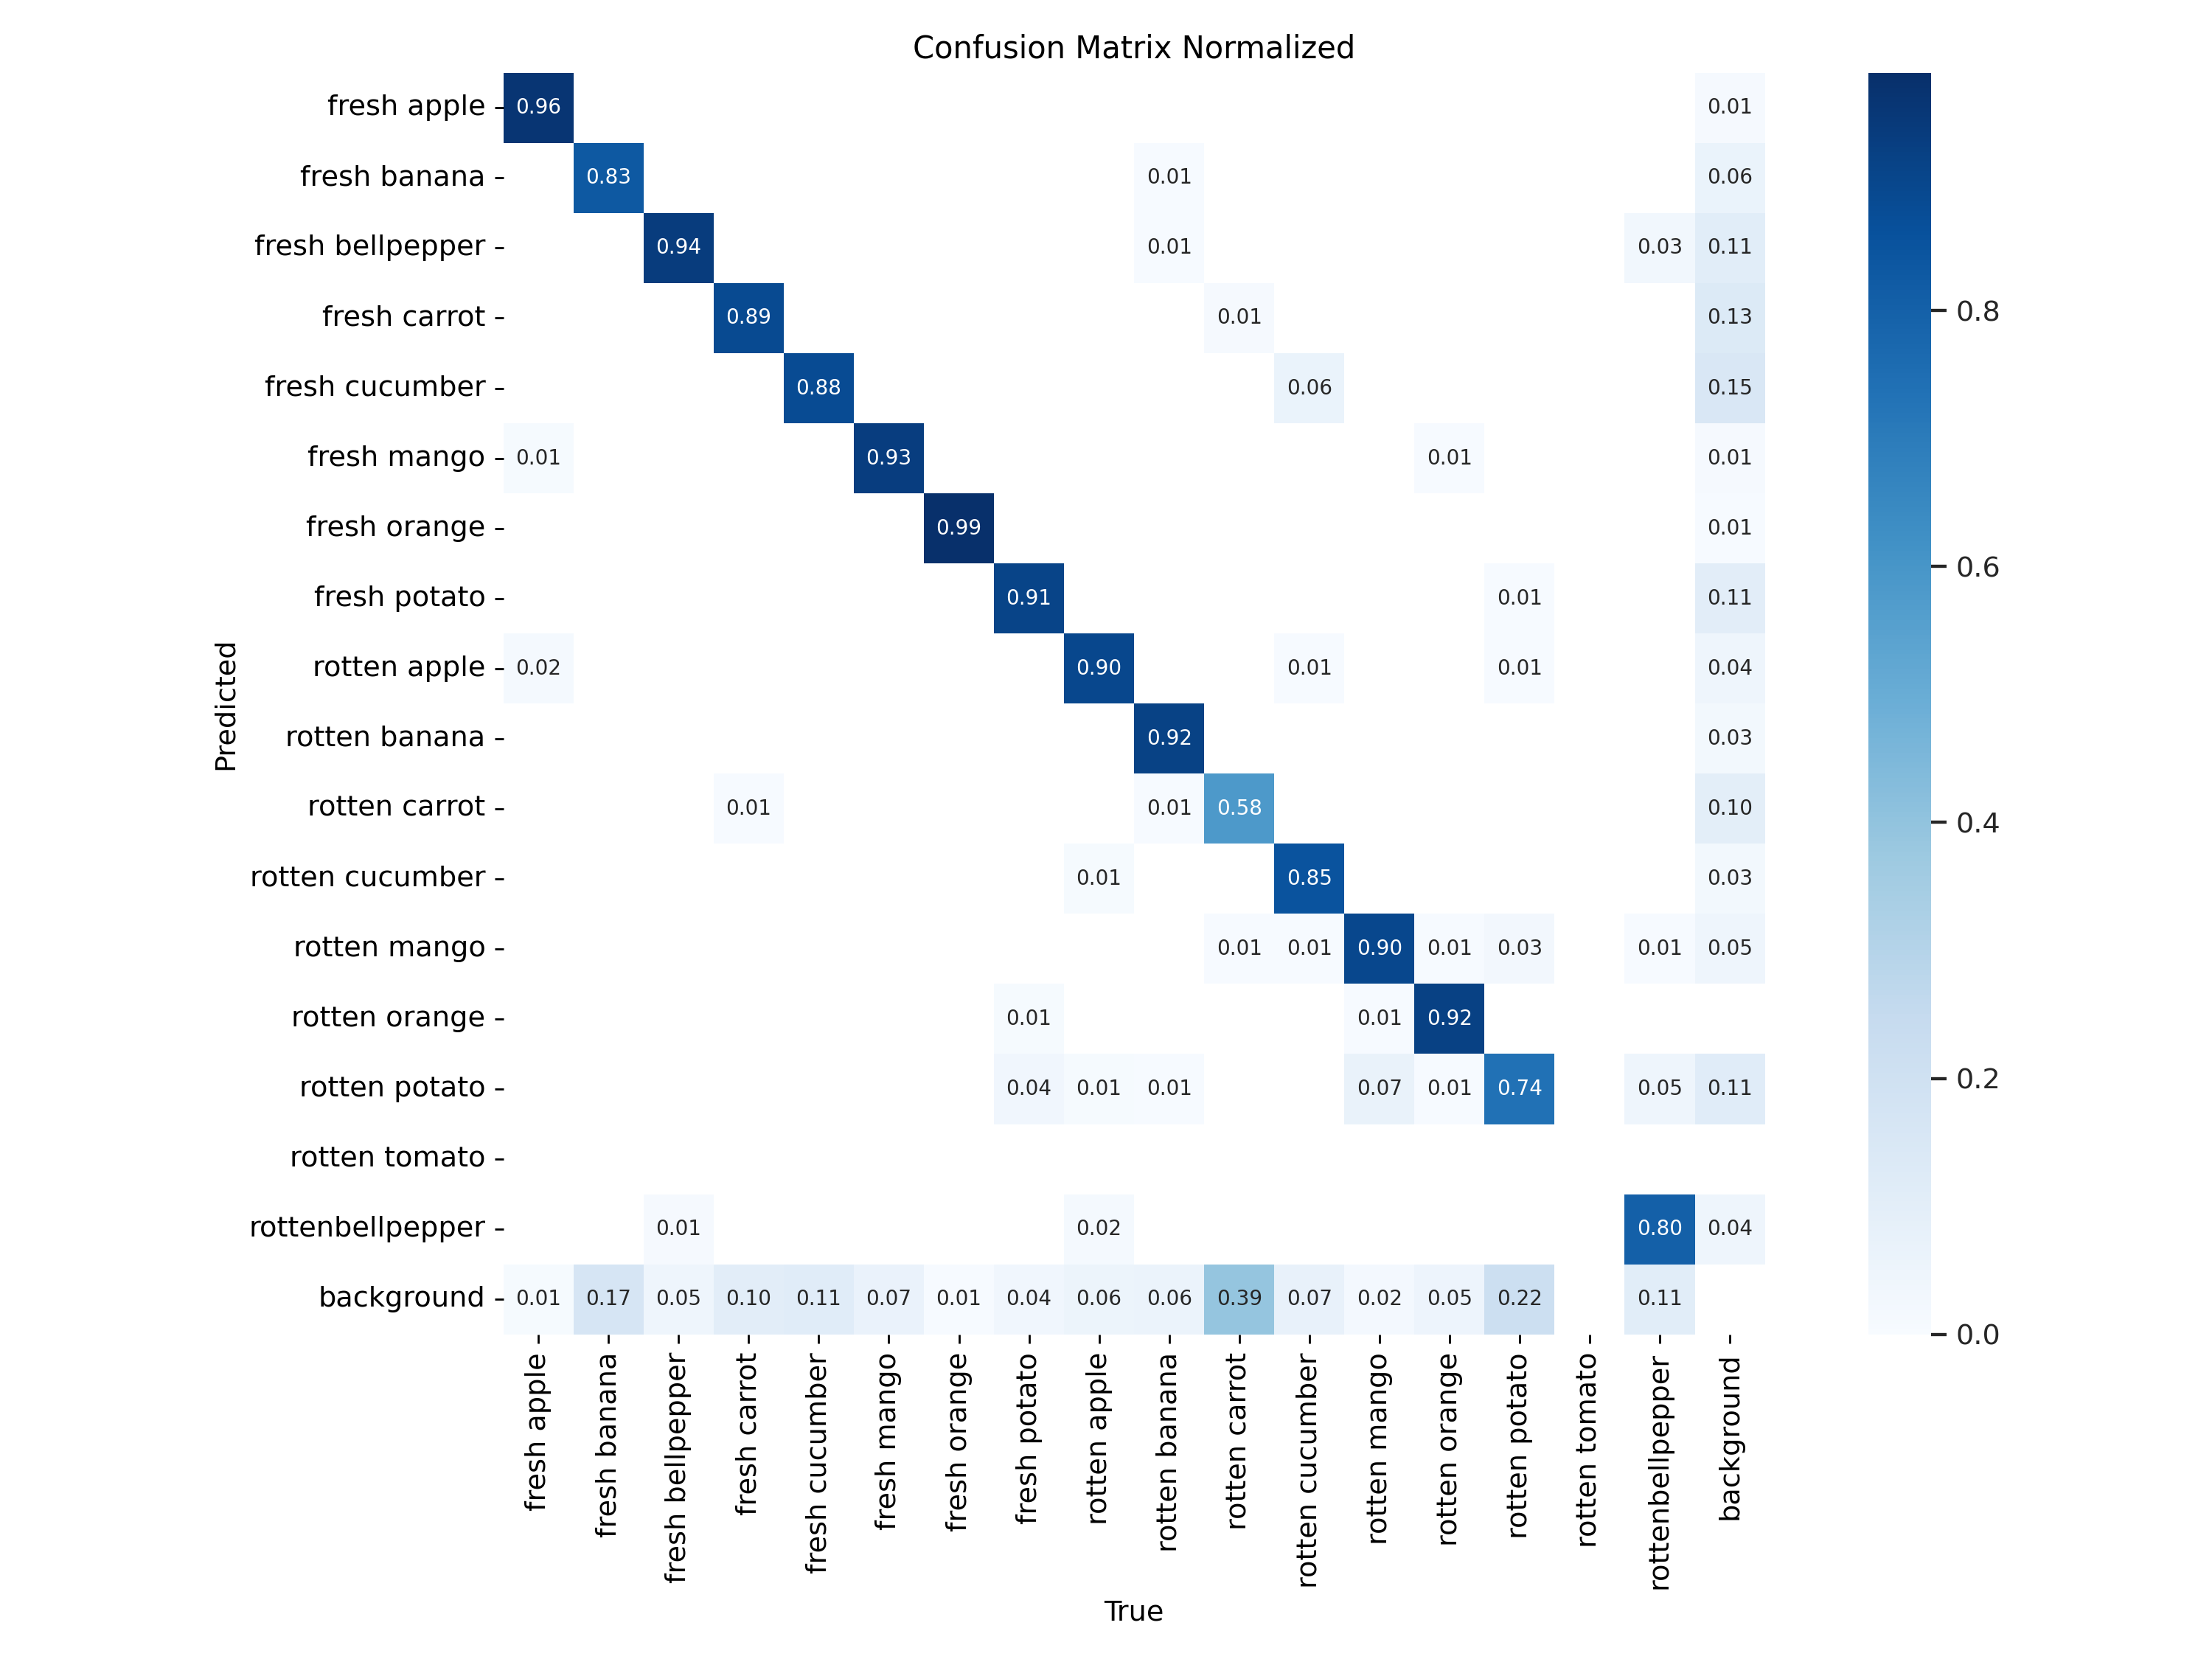 Confusion Matrix Normalized
fresh apple 0.96 0.01
fresh banana 0.83 0.01 0.06
fresh bellpepper 0.94 0.01 0.03 0.11
fresh carrot 0.89 0.01 0.13
fresh cucumber 0.88 0.06 0.15
fresh mango 0.01 0.93 0.01 0.01
fresh orange 0.99 0.01
fresh potato 0.91 0.01 0.11
rotten apple 0.02 0.90 0.01 0.01 0.04
rotten banana 0.92 0.03
rotten carrot 0.01 0.01 0.58 0.10
rotten cucumber 0.01 0.85 0.03
rotten mango 0.01 0.01 0.90 0.01 0.03 0.01 0.05
rotten orange 0.01 0.01 0.92
rotten potato 0.04 0.01 0.01 0.07 0.01 0.74 0.05 0.11
rotten tomato
rottenbellpepper 0.01 0.02 0.80 0.04
background 0.01 0.17 0.05 0.10 0.11 0.07 0.01 0.04 0.06 0.06 0.39 0.07 0.02 0.05 0.22 0.11
Predicted
fresh apple
fresh banana
fresh bellpepper
fresh carrot
fresh cucumber
fresh mango
fresh orange
fresh potato
rotten apple
rotten banana
rotten carrot
rotten cucumber
rotten mango
rotten orange
rotten potato
rotten tomato
rottenbellpepper
background
True
0.8
0.6
0.4
0.2
0.0